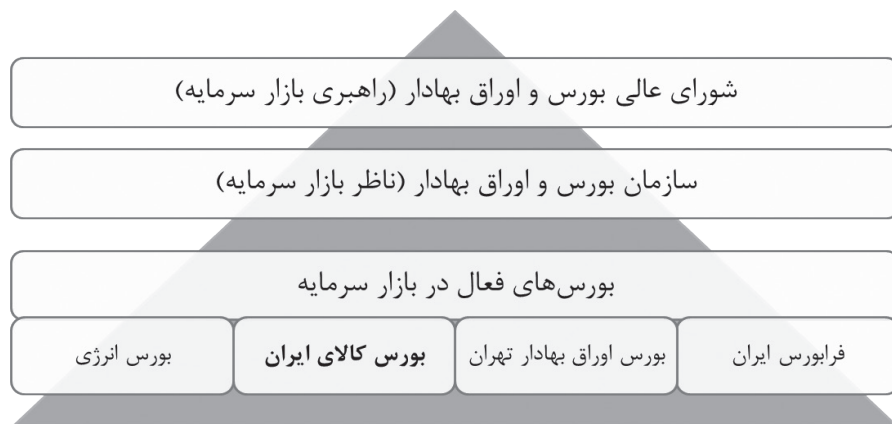 شورای عالی بورس و اوراق بهادار (راهبری بازار سرمایه)
سازمان بورس و اوراق بهادار (ناظر بازار سرمایه)
بورس‌های فعال در بازار سرمایه
فرابورس ایران
بورس اوراق بهادار تهران
بورس کالای ایران
بورس انرژی